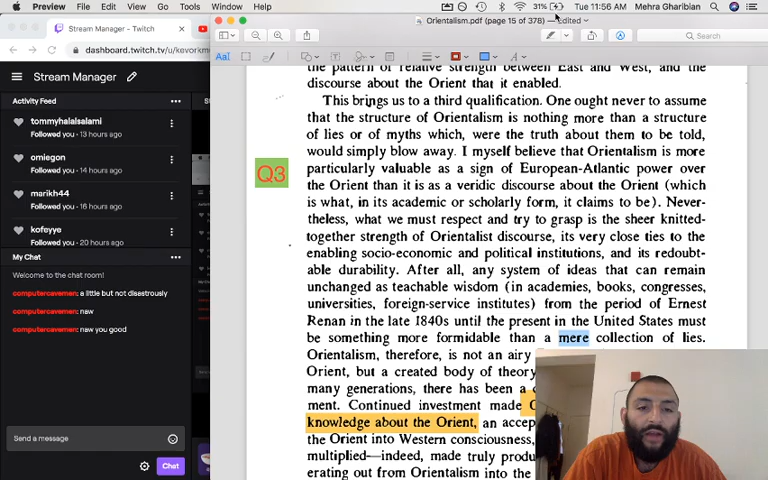 Preview File Edit View Go Tools Window Help 31% Tue 11:56 AM Mehra Gharibian
Stream Manager - Twitch
dashboard.twitch.tv/u/kevorkm
Stream Manager
Activity Feed
tommyhalalsalami
Followed you · 13 hours ago
omiegon
Followed you · 14 hours ago
marikh44
Followed you · 16 hours ago
kofeyye
Followed you · 20 hours ago
My Chat
Welcome to the chat room!
computercavemen: a little but not disastrously
computercavemen: naw
computercavemen: naw you good
Send a message
Chat
Orientalism.pdf (page 15 of 378) — Edited
Search
Aa
the pattern of relative strength between East and West, and the
discourse about the Orient that it enabled.
This brings us to a third qualification. One ought never to assume
that the structure of Orientalism is nothing more than a structure
of lies or of myths which, were the truth about them to be told,
would simply blow away. I myself believe that Orientalism is more
Q3
particularly valuable as a sign of European-Atlantic power over
the Orient than it is as a veridic discourse about the Orient (which
is what, in its academic or scholarly form, it claims to be). Never-
theless, what we must respect and try to grasp is the sheer knitted-
together strength of Orientalist discourse, its very close ties to the
enabling socio-economic and political institutions, and its redoubt-
able durability. After all, any system of ideas that can remain
unchanged as teachable wisdom (in academies, books, congresses,
universities, foreign-service institutes) from the period of Ernest
Renan in the late 1840s until the present in the United States must
be something more formidable than a mere collection of lies.
Orientalism, therefore, is not an airy
Orient, but a created body of theory
many generations, there has been a
ment. Continued investment made
knowledge about the Orient, an accep
the Orient into Western consciousness,
multiplied—indeed, made truly produ
erating out from Orientalism into the